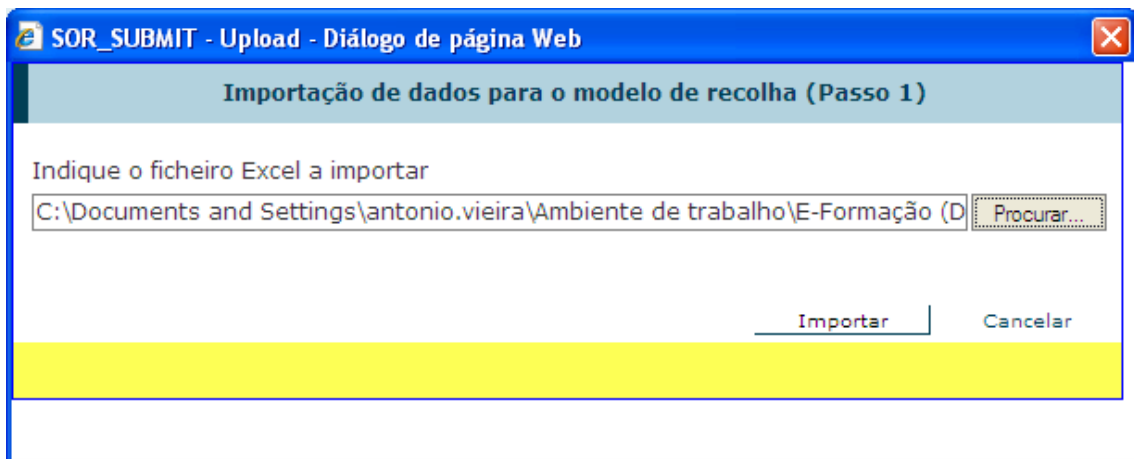 SOR_SUBMIT - Upload - Diálogo de página Web
Importação de dados para o modelo de recolha (Passo 1)
Indique o ficheiro Excel a importar
C:\Documents and Settings\antonio.vieira\Ambiente de trabalho\E-Formação (D
Procurar...
Importar
Cancelar